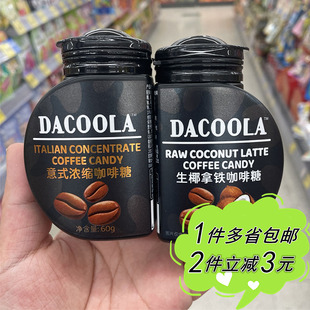 DACOOLA
ITALIAN CONCENTRATE
COFFEE CANDY
意式浓缩咖啡糖
净含量:60g
DACOOLA™
RAW COCONUT LATTE
COFFEE CANDY
生椰拿铁咖啡糖
1件多省包邮
2件立减3元